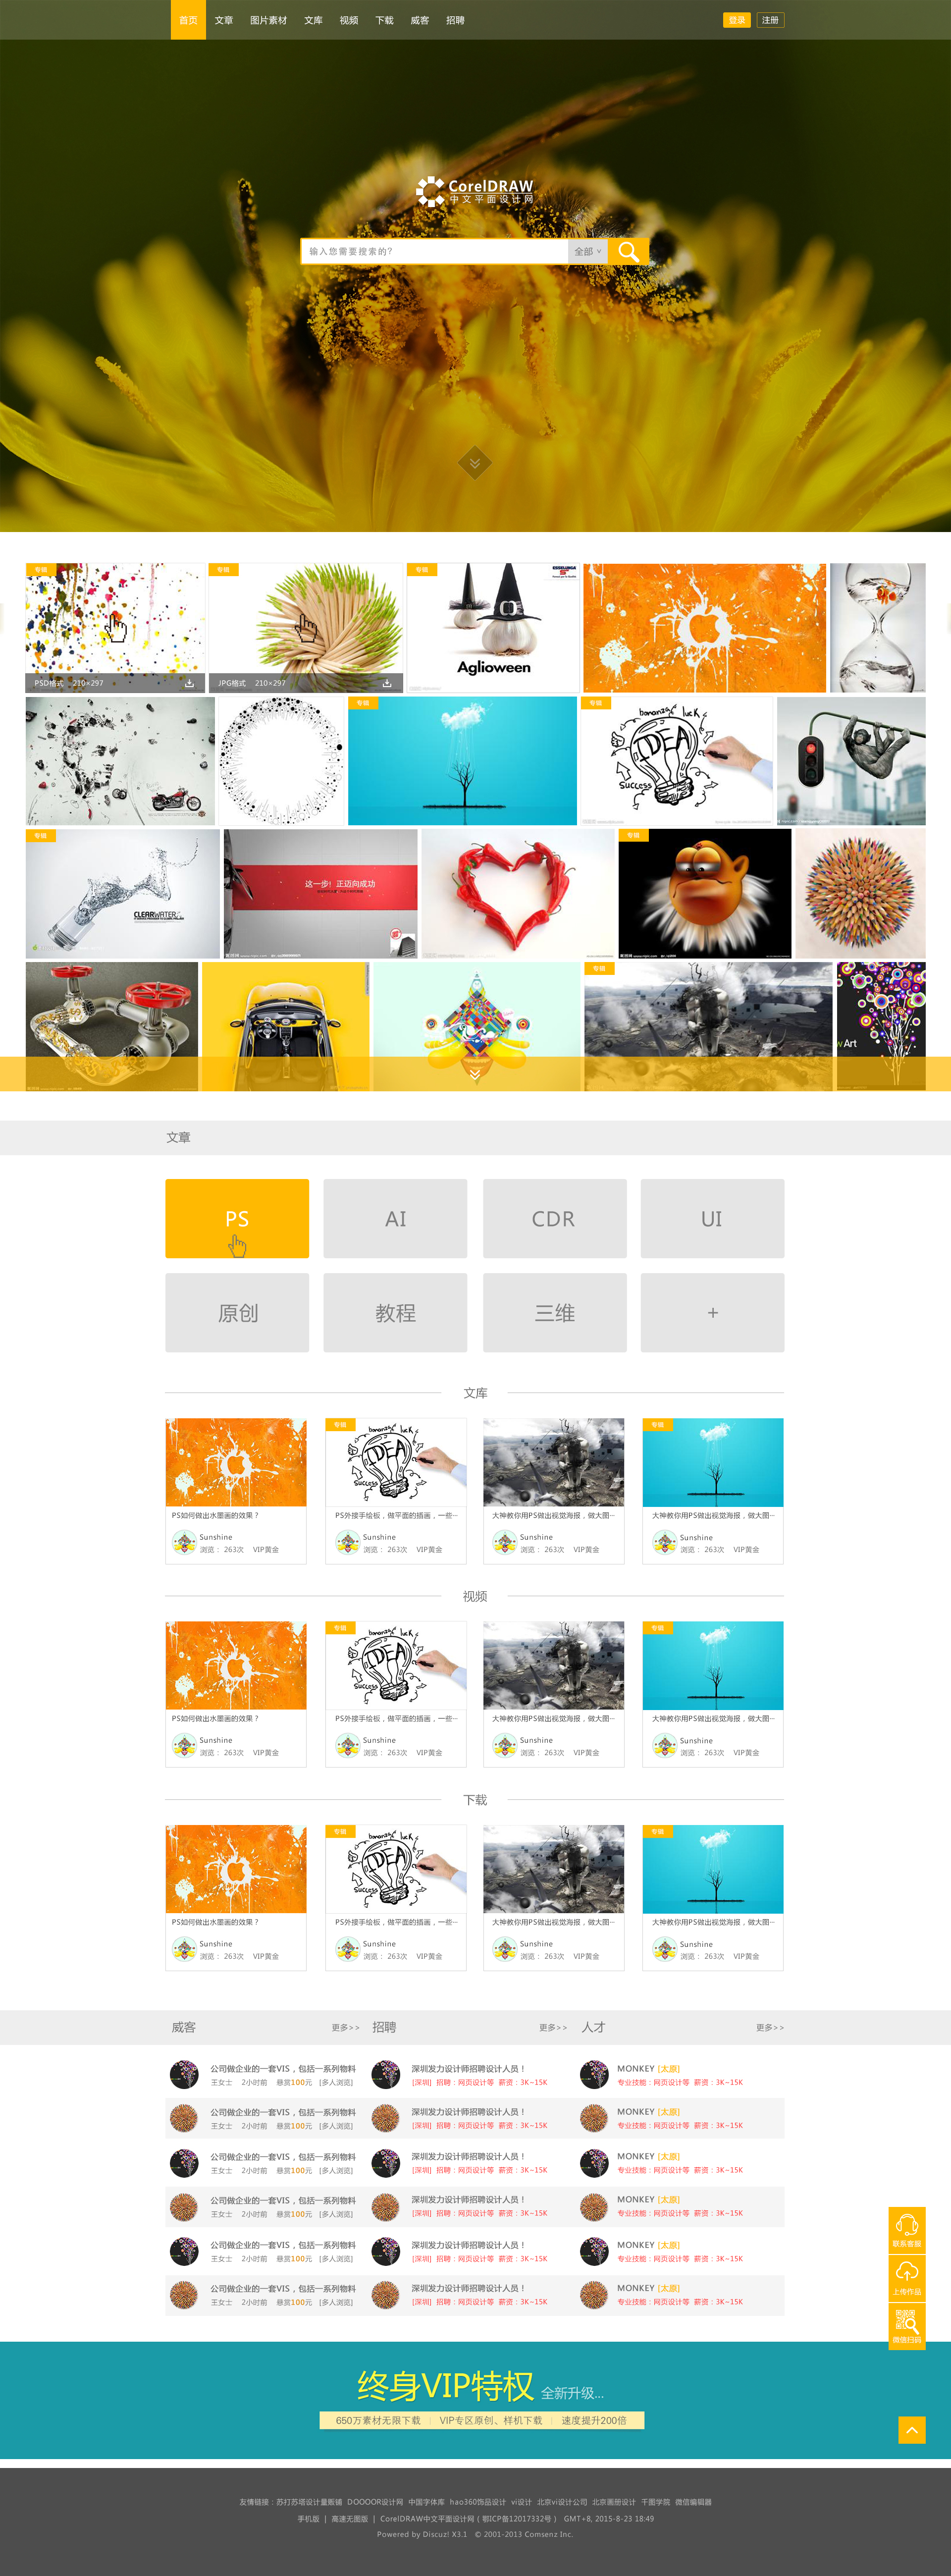 首页 文章 图片素材 文库 视频 下载 威客 招聘 登录 注册
CorelDRAW
中文平面设计网
输入您需要搜索的? 全部
专辑 专辑 专辑
ESSELUNGA
Aglioween
PSD格式 210×297 JPG格式 210×297
专辑 专辑
bananas luck
IDEA
SUCCESS
专辑 专辑
这一步! 正迈向成功
CLEARWATER
专辑
w Art
文章
PS AI CDR UI
原创 教程 三维 +
文库
专辑 专辑
bananas luck
IDEA
SUCCESS
PS如何做出水墨画的效果? PS外接手绘板，做平面的插画，一些··· 大神教你用PS做出视觉海报，做大图··· 大神教你用PS做出视觉海报，做大图···
Sunshine Sunshine Sunshine Sunshine
浏览： 263次 VIP黄金 浏览： 263次 VIP黄金 浏览： 263次 VIP黄金 浏览： 263次 VIP黄金
视频
专辑 专辑
bananas luck
IDEA
SUCCESS
PS如何做出水墨画的效果? PS外接手绘板，做平面的插画，一些··· 大神教你用PS做出视觉海报，做大图··· 大神教你用PS做出视觉海报，做大图···
Sunshine Sunshine Sunshine Sunshine
浏览： 263次 VIP黄金 浏览： 263次 VIP黄金 浏览： 263次 VIP黄金 浏览： 263次 VIP黄金
下载
专辑 专辑
bananas luck
IDEA
SUCCESS
PS如何做出水墨画的效果? PS外接手绘板，做平面的插画，一些··· 大神教你用PS做出视觉海报，做大图··· 大神教你用PS做出视觉海报，做大图···
Sunshine Sunshine Sunshine Sunshine
浏览： 263次 VIP黄金 浏览： 263次 VIP黄金 浏览： 263次 VIP黄金 浏览： 263次 VIP黄金
威客 更多>> 招聘 更多>> 人才 更多>>
公司做企业的一套VIS，包括一系列物料 深圳发力设计师招聘设计人员！ MONKEY [太原]
王女士 2小时前 悬赏100元 [多人浏览] [深圳] 招聘：网页设计等 薪资：3K~15K 专业技能：网页设计等 薪资：3K~15K
公司做企业的一套VIS，包括一系列物料 深圳发力设计师招聘设计人员！ MONKEY [太原]
王女士 2小时前 悬赏100元 [多人浏览] [深圳] 招聘：网页设计等 薪资：3K~15K 专业技能：网页设计等 薪资：3K~15K
公司做企业的一套VIS，包括一系列物料 深圳发力设计师招聘设计人员！ MONKEY [太原]
王女士 2小时前 悬赏100元 [多人浏览] [深圳] 招聘：网页设计等 薪资：3K~15K 专业技能：网页设计等 薪资：3K~15K
公司做企业的一套VIS，包括一系列物料 深圳发力设计师招聘设计人员！ MONKEY [太原]
王女士 2小时前 悬赏100元 [多人浏览] [深圳] 招聘：网页设计等 薪资：3K~15K 专业技能：网页设计等 薪资：3K~15K
公司做企业的一套VIS，包括一系列物料 深圳发力设计师招聘设计人员！ MONKEY [太原]
王女士 2小时前 悬赏100元 [多人浏览] [深圳] 招聘：网页设计等 薪资：3K~15K 专业技能：网页设计等 薪资：3K~15K
公司做企业的一套VIS，包括一系列物料 深圳发力设计师招聘设计人员！ MONKEY [太原]
王女士 2小时前 悬赏100元 [多人浏览] [深圳] 招聘：网页设计等 薪资：3K~15K 专业技能：网页设计等 薪资：3K~15K
联系客服
上传作品
微信扫码
终身VIP特权 全新升级...
650万素材无限下载 | VIP专区原创、样机下载 | 速度提升200倍
友情链接：苏打苏塔设计量贩铺 DOOOOR设计网 中国字体库 hao360饰品设计 vi设计 北京vi设计公司 北京画册设计 千图学院 微信编辑器
手机版 | 高速无图版 | CorelDRAW中文平面设计网 ( 鄂ICP备12017332号 ) GMT+8, 2015-8-23 18:49
Powered by Discuz! X3.1 © 2001-2013 Comsenz Inc.